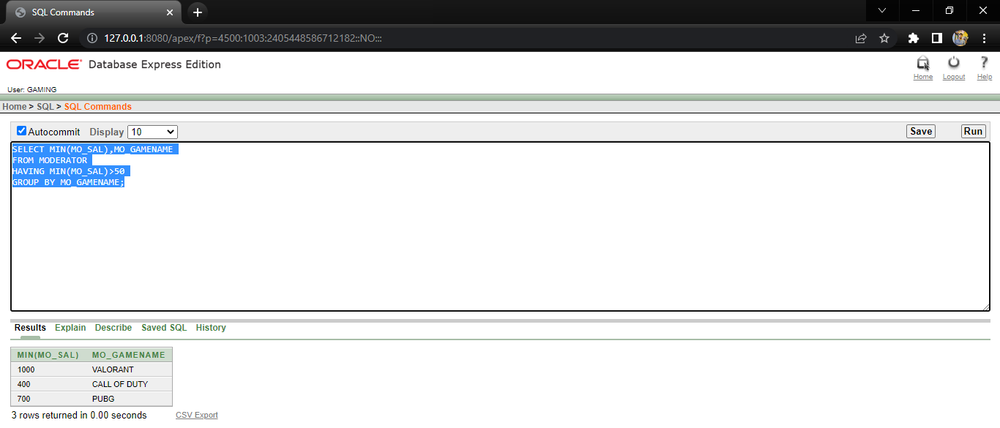 SQL Commands
127.0.0.1:8080/apex/f?p=4500:1003:2405448586712182::NO:::
ORACLE Database Express Edition
Home Logout Help
User: GAMING
Home > SQL > SQL Commands
Autocommit Display 10 Save Run
SELECT MIN(MO_SAL),MO_GAMENAME
FROM MODERATOR
HAVING MIN(MO_SAL)>50
GROUP BY MO_GAMENAME;
Results Explain Describe Saved SQL History
MIN(MO_SAL) MO_GAMENAME
1000 VALORANT
400 CALL OF DUTY
700 PUBG
3 rows returned in 0.00 seconds CSV Export